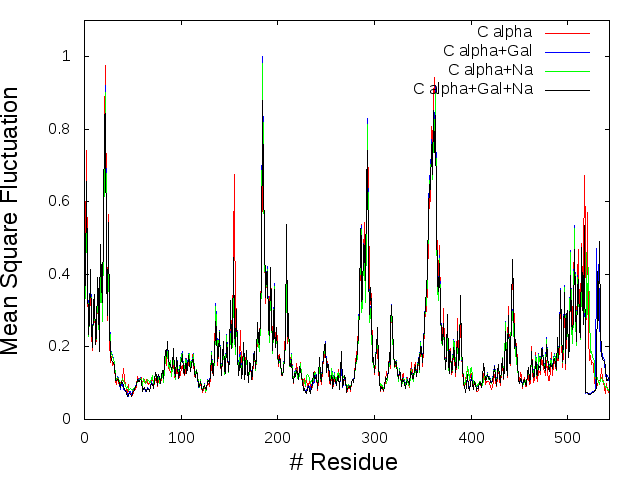 1
0.8
0.6
0.4
0.2
0
0
100
200
300
400
500
Mean Square Fluctuation
# Residue
C alpha
C alpha+Gal
C alpha+Na
C alpha+Gal+Na